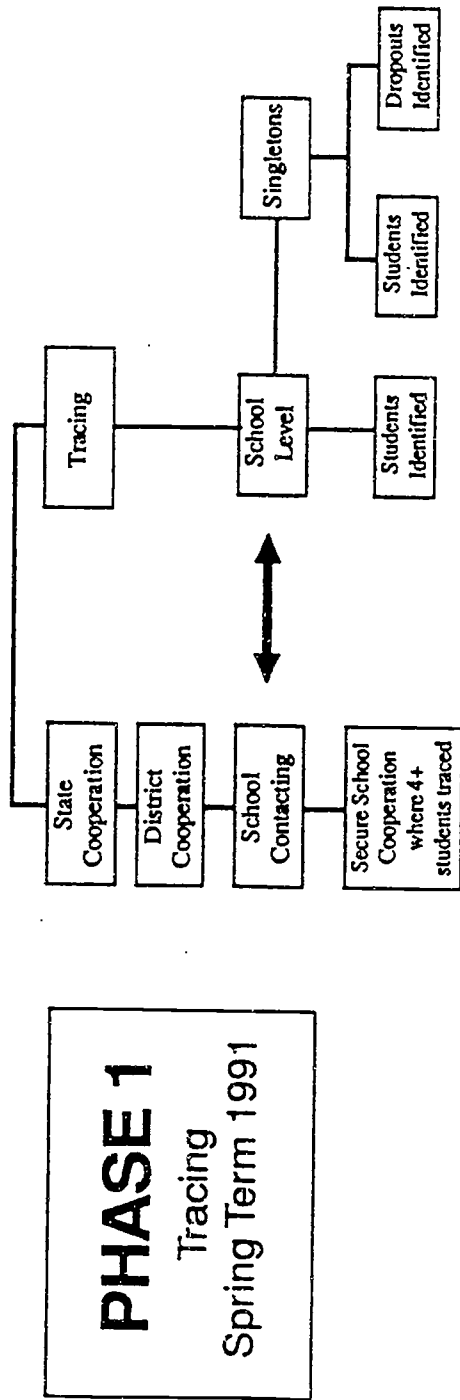 PHASE 1
Tracing
Spring Term 1991
State
Cooperation
District
Cooperation
School
Contacting
Secure School
Cooperation
where 4+
students traced
Tracing
School
Level
Students
Identified
Singletons
Students
Identified
Dropouts
Identified